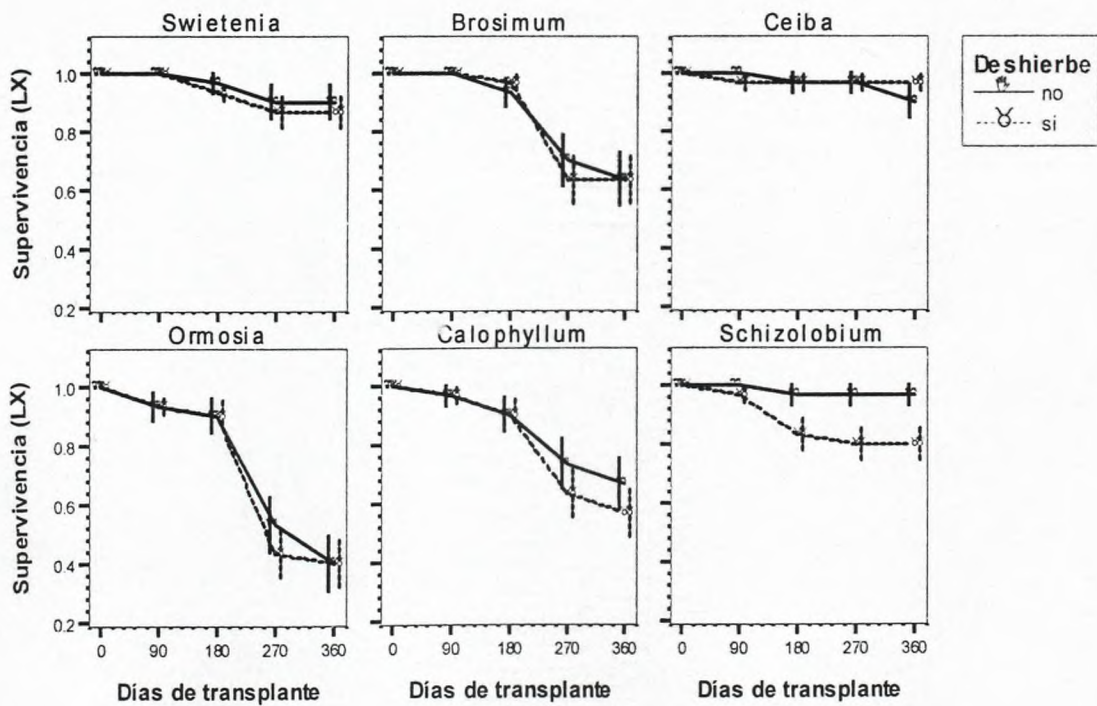 Swietenia Brosimum Ceiba
Deshierbe
no
si
Supervivencia (LX)
1.0
0.8
0.6
0.4
0.2
Ormosia Calophyllum Schizolobium
Supervivencia (LX)
1.0
0.8
0.6
0.4
0.2
0 90 180 270 360 0 90 180 270 360 0 90 180 270 360
Días de transplante Días de transplante Días de transplante